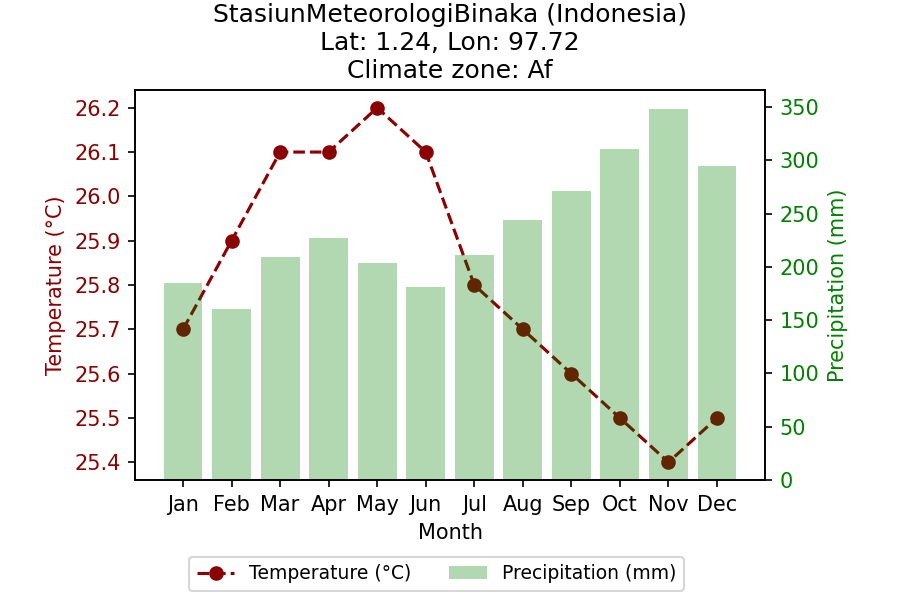 StasiunMeteorologiBinaka (Indonesia)
Lat: 1.24, Lon: 97.72
Climate zone: Af
Temperature (°C)
26.2
26.1
26.0
25.9
25.8
25.7
25.6
25.5
25.4
350
300
250
200
150
100
50
0
Precipitation (mm)
Jan Feb Mar Apr May Jun Jul Aug Sep Oct Nov Dec
Month
Temperature (°C) Precipitation (mm)